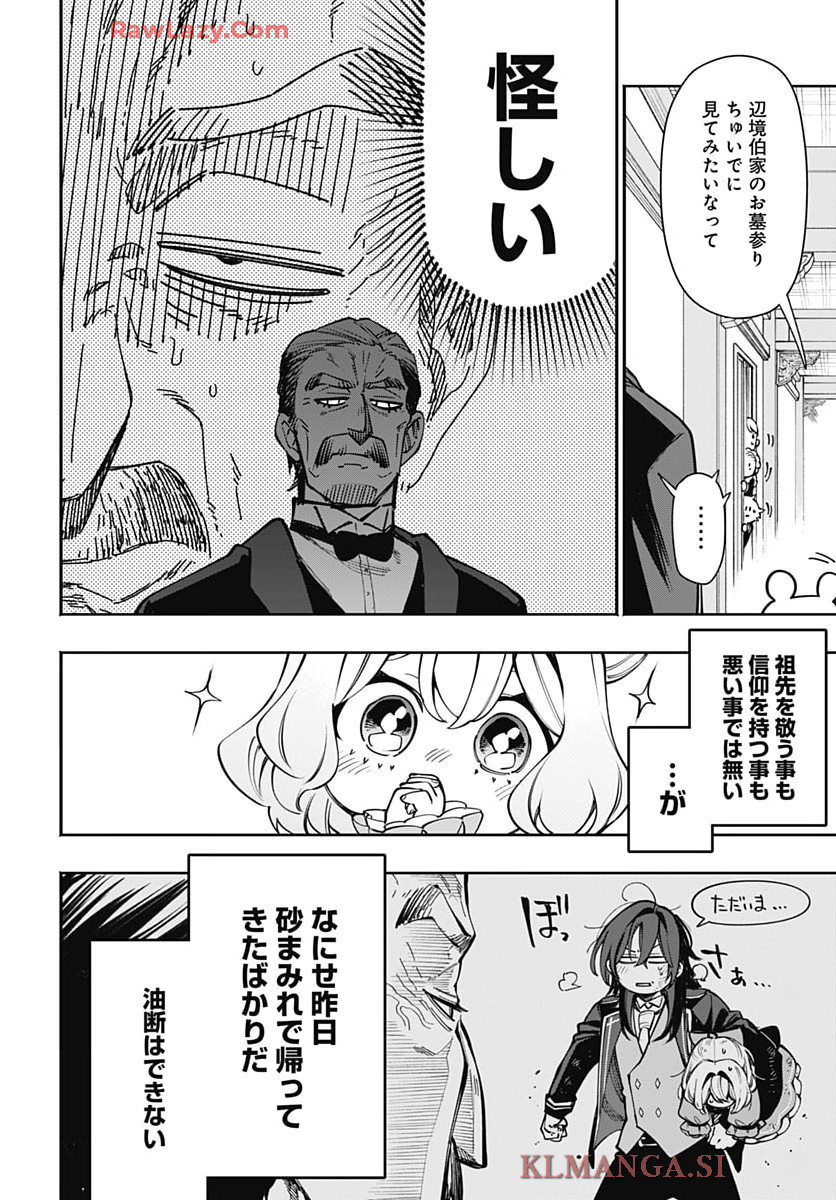 RawLazy.Com
辺境伯家のお墓参り
ちゅいでに
見てみたいなって
……
怪しい
祖先を敬う事も
信仰を持つ事も
悪い事では無い
…が
ただいま…
ぼっ
さぁ…
なにせ昨日
砂まみれで帰って
きたばかりだ
油断はできない
KLMANGA.SI